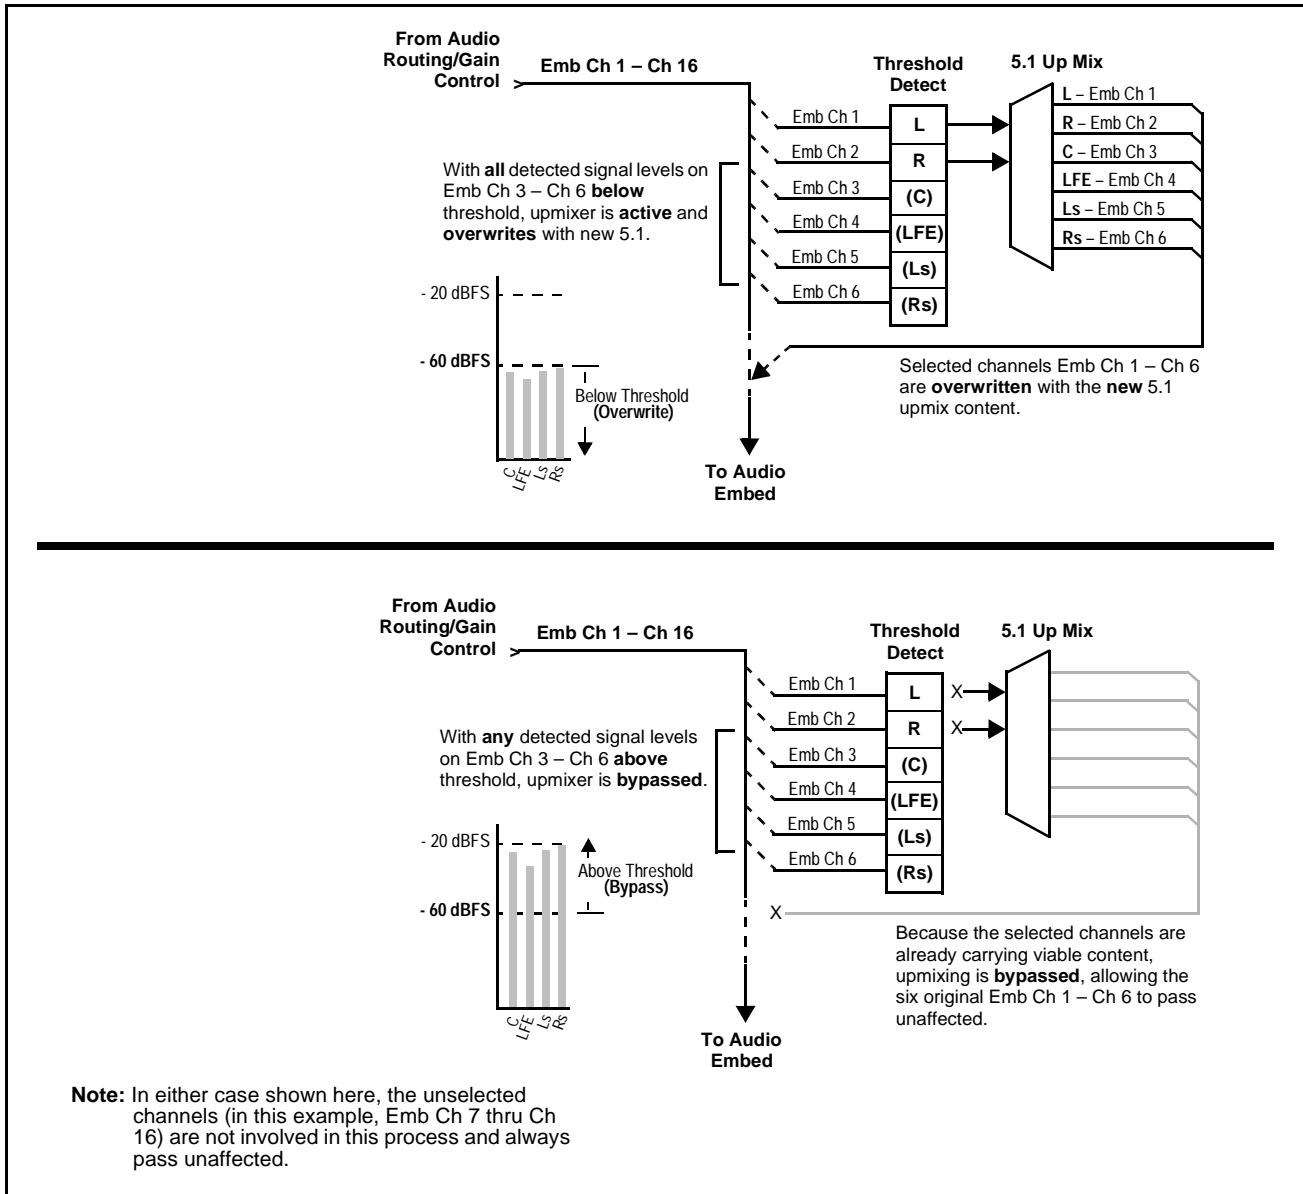 From Audio
Routing/Gain
Control
Emb Ch 1 – Ch 16
Threshold
Detect
5.1 Up Mix
Emb Ch 1
Emb Ch 2
Emb Ch 3
Emb Ch 4
Emb Ch 5
Emb Ch 6
L
R
(C)
(LFE)
(Ls)
(Rs)
L – Emb Ch 1
R – Emb Ch 2
C – Emb Ch 3
LFE – Emb Ch 4
Ls – Emb Ch 5
Rs – Emb Ch 6
With all detected signal levels on
Emb Ch 3 – Ch 6 below
threshold, upmixer is active and
overwrites with new 5.1.
- 20 dBFS
- 60 dBFS
Below Threshold
(Overwrite)
C
LFE
Ls
Rs
Selected channels Emb Ch 1 – Ch 6
are overwritten with the new 5.1
upmix content.
To Audio
Embed
From Audio
Routing/Gain
Control
Emb Ch 1 – Ch 16
Threshold
Detect
5.1 Up Mix
Emb Ch 1
Emb Ch 2
Emb Ch 3
Emb Ch 4
Emb Ch 5
Emb Ch 6
L
R
(C)
(LFE)
(Ls)
(Rs)
X
X
With any detected signal levels
on Emb Ch 3 – Ch 6 above
threshold, upmixer is bypassed.
- 20 dBFS
- 60 dBFS
Above Threshold
(Bypass)
C
LFE
Ls
Rs
X
Because the selected channels are
already carrying viable content,
upmixing is bypassed, allowing the
six original Emb Ch 1 – Ch 6 to pass
unaffected.
To Audio
Embed
Note: In either case shown here, the unselected
channels (in this example, Emb Ch 7 thru Ch
16) are not involved in this process and always
pass unaffected.